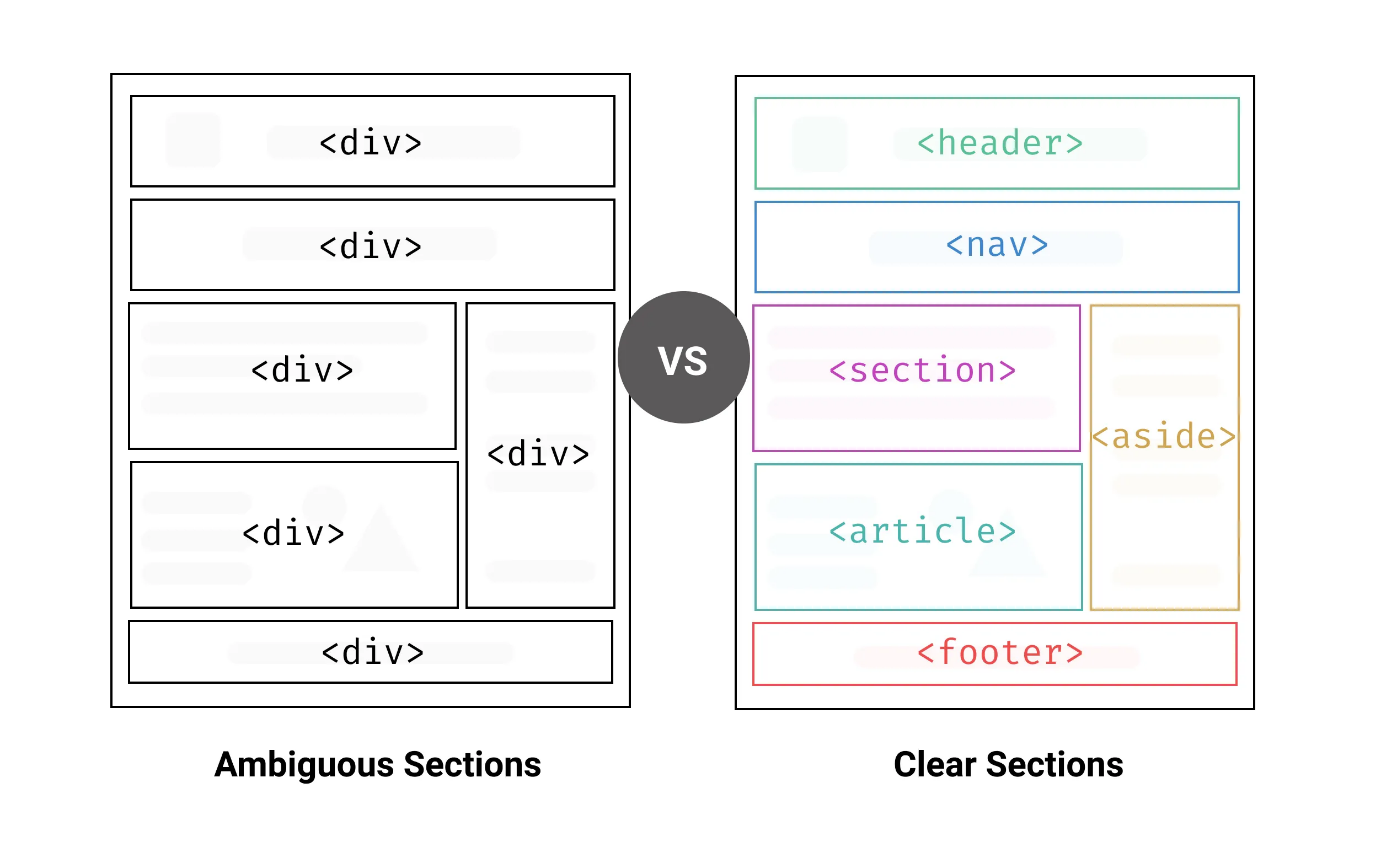 <div>
<div>
<div>
<div>
<div>
<div>
Ambiguous Sections
VS
<header>
<nav>
<section>
<aside>
<article>
<footer>
Clear Sections